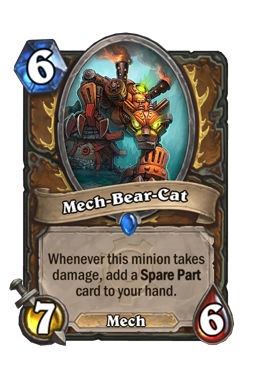 6
Mech-Bear-Cat
Whenever this minion takes
damage, add a Spare Part
card to your hand.
7
Mech
6